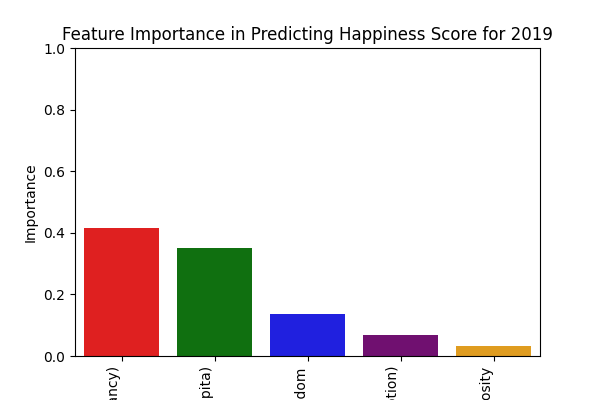 Feature Importance in Predicting Happiness Score for 2019
1.0
0.8
0.6
0.4
0.2
0.0
Importance
ancy)
pita)
dom
tion)
osity